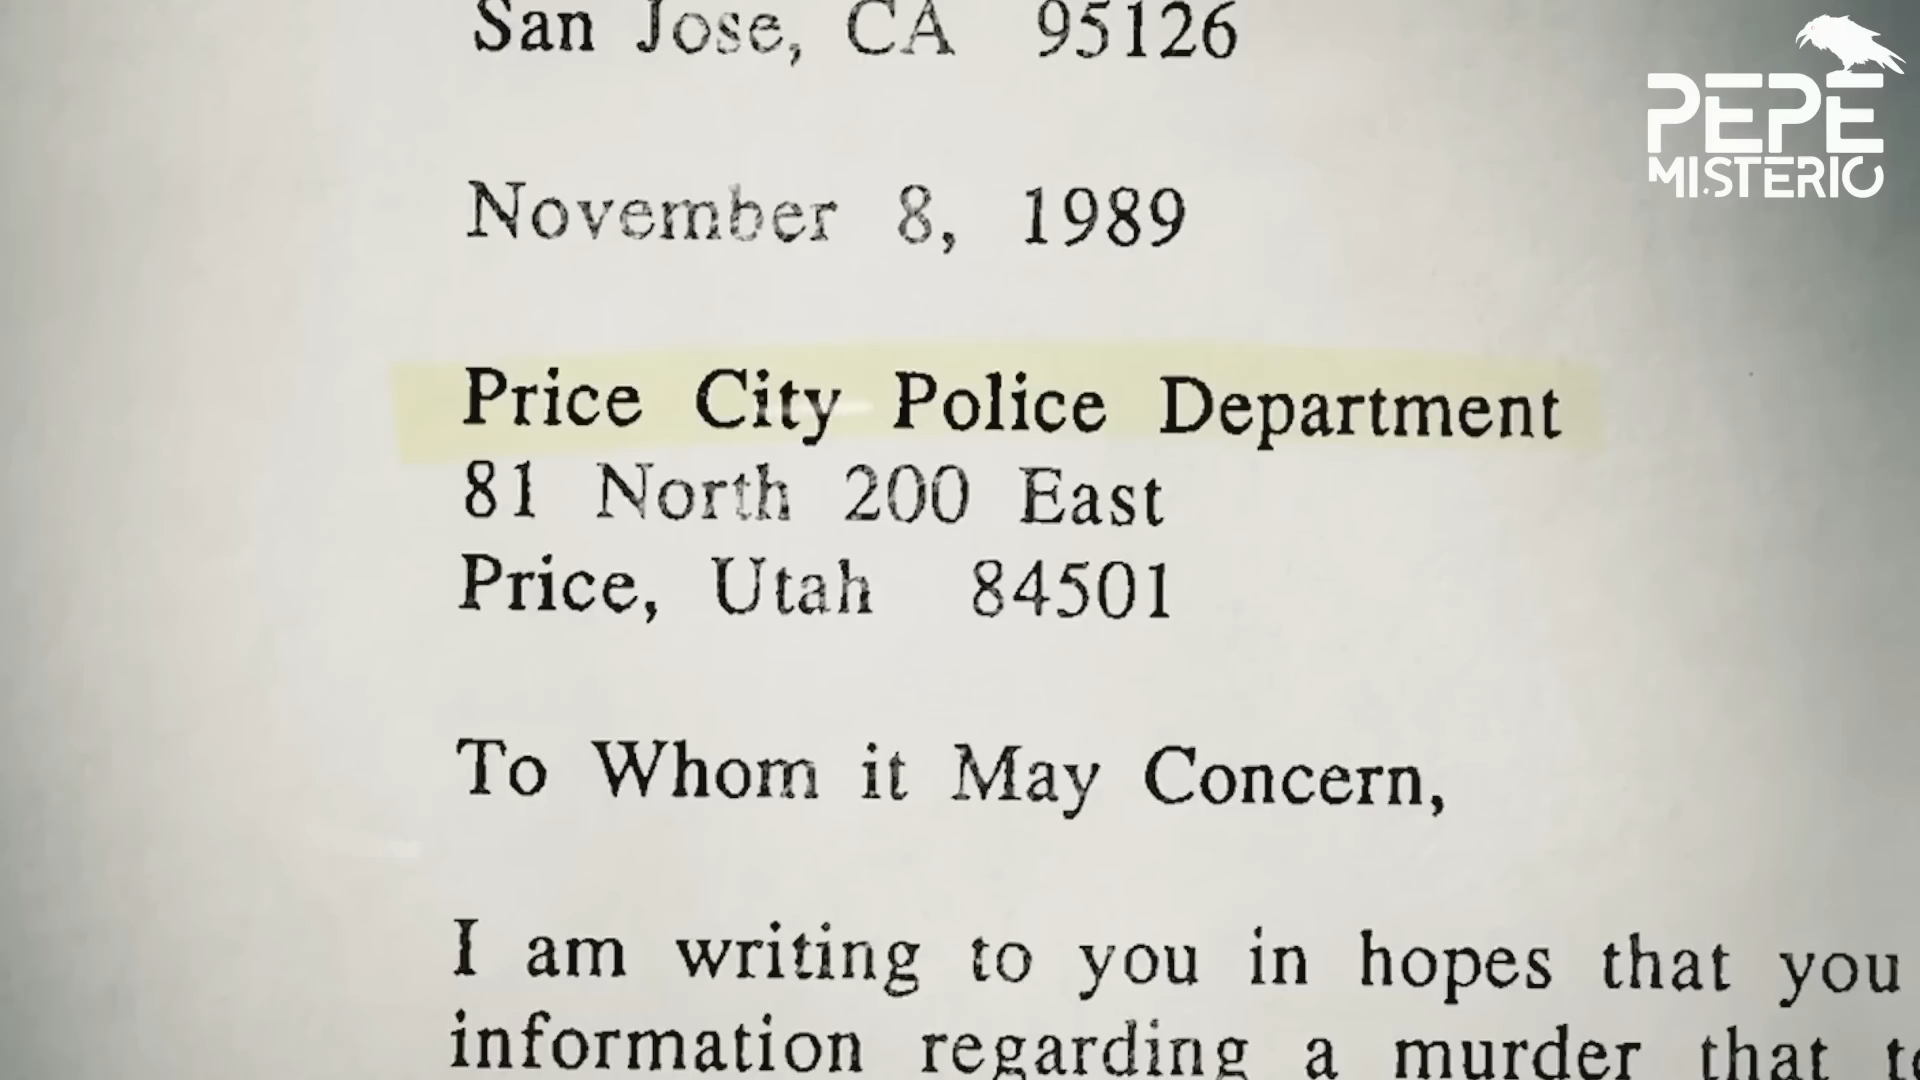 San Jose, CA 95126
PEPE
MISTERIO
November 8, 1989
Price City Police Department
81 North 200 East
Price, Utah 84501
To Whom it May Concern,
I am writing to you in hopes that you
information regarding a murder that